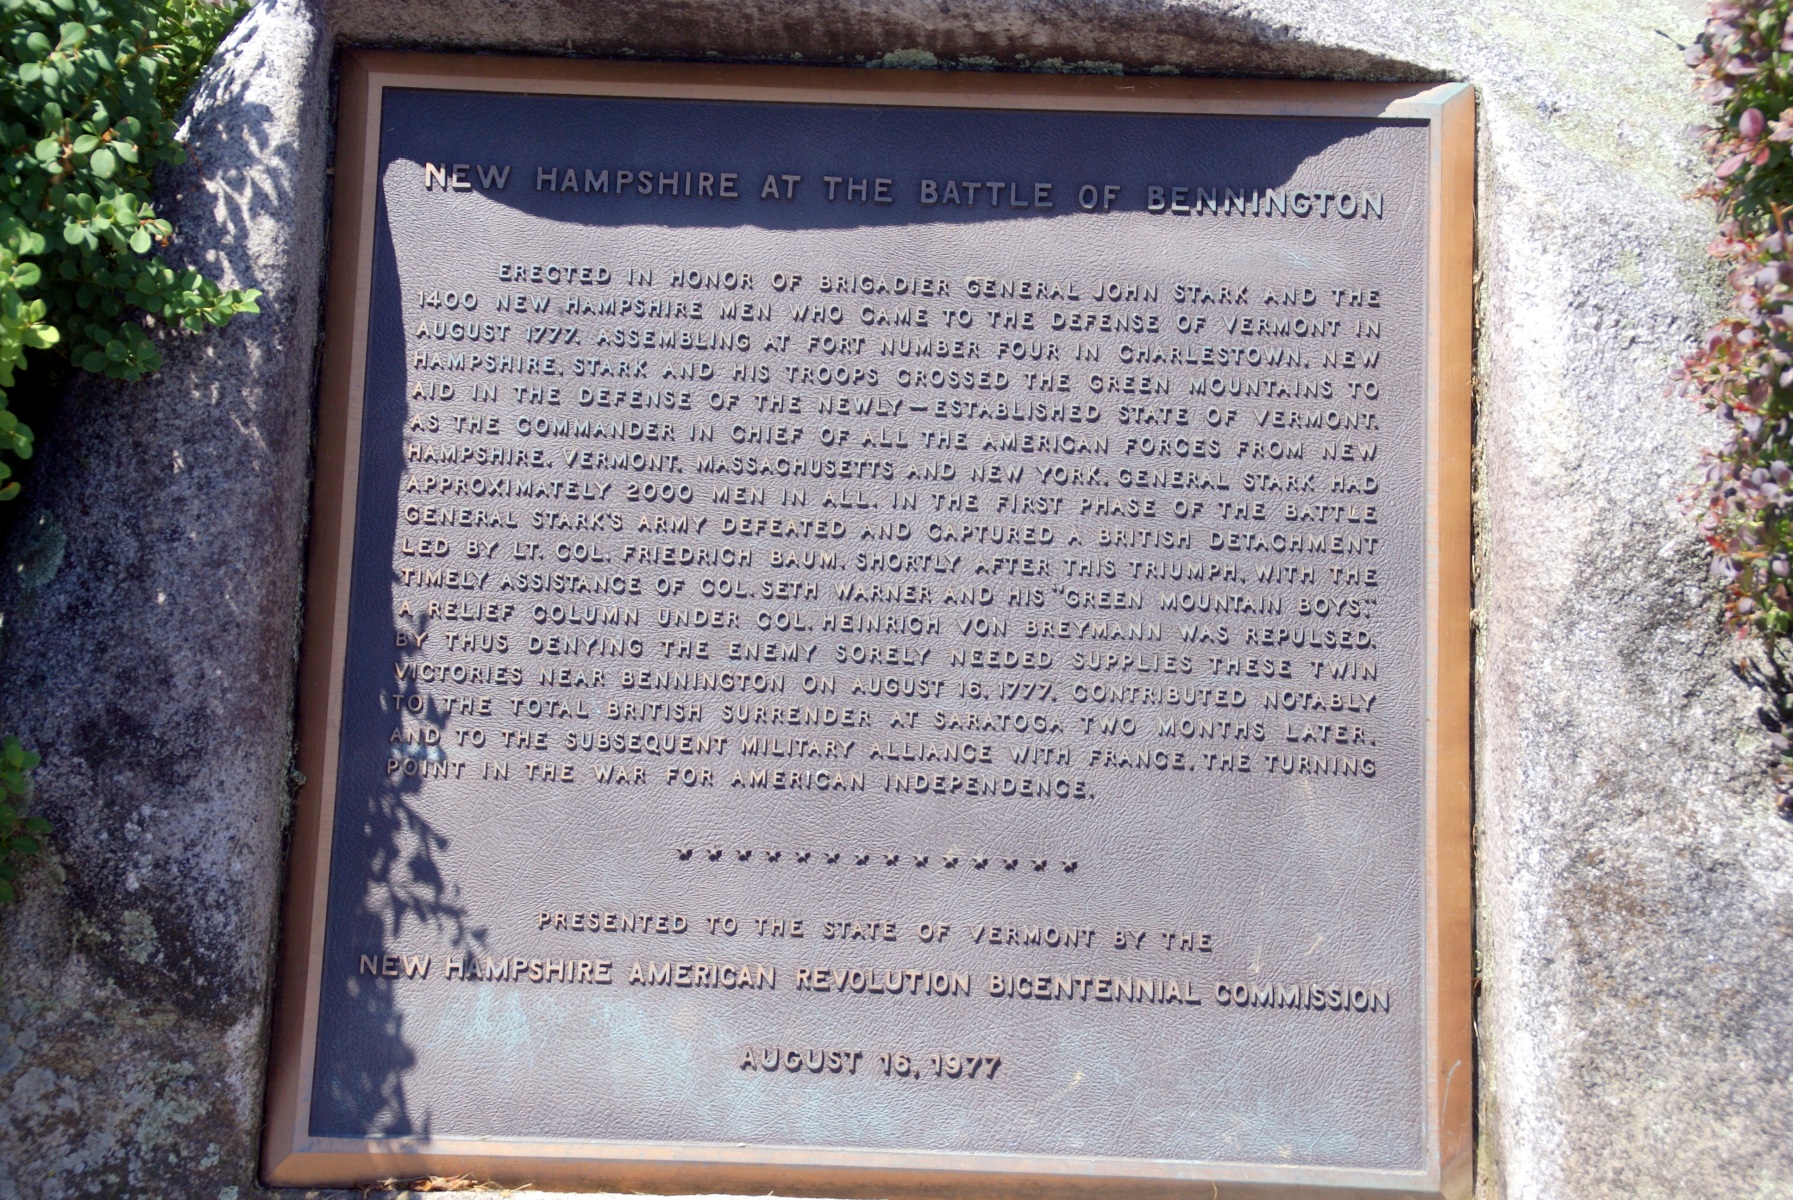 NEW HAMPSHIRE AT THE BATTLE OF BENNINGTON
ERECTED IN HONOR OF BRIGADIER GENERAL JOHN STARK AND THE
1400 NEW HAMPSHIRE MEN WHO CAME TO THE DEFENSE OF VERMONT IN
AUGUST 1777. ASSEMBLING AT FORT NUMBER FOUR IN CHARLESTOWN, NEW
HAMPSHIRE, STARK AND HIS TROOPS CROSSED THE GREEN MOUNTAINS TO
AID IN THE DEFENSE OF THE NEWLY—ESTABLISHED STATE OF VERMONT.
AS THE COMMANDER IN CHIEF OF ALL THE AMERICAN FORCES FROM NEW
HAMPSHIRE, VERMONT, MASSACHUSETTS AND NEW YORK, GENERAL STARK HAD
APPROXIMATELY 2000 MEN IN ALL. IN THE FIRST PHASE OF THE BATTLE
GENERAL STARK'S ARMY DEFEATED AND CAPTURED A BRITISH DETACHMENT
LED BY LT. COL. FRIEDRICH BAUM. SHORTLY AFTER THIS TRIUMPH, WITH THE
TIMELY ASSISTANCE OF COL. SETH WARNER AND HIS "GREEN MOUNTAIN BOYS,"
A RELIEF COLUMN UNDER COL. HEINRICH VON BREYMANN WAS REPULSED.
BY THUS DENYING THE ENEMY SORELY NEEDED SUPPLIES THESE TWIN
VICTORIES NEAR BENNINGTON ON AUGUST 16, 1777, CONTRIBUTED NOTABLY
TO THE TOTAL BRITISH SURRENDER AT SARATOGA TWO MONTHS LATER,
AND TO THE SUBSEQUENT MILITARY ALLIANCE WITH FRANCE, THE TURNING
POINT IN THE WAR FOR AMERICAN INDEPENDENCE.
PRESENTED TO THE STATE OF VERMONT BY THE
NEW HAMPSHIRE AMERICAN REVOLUTION BICENTENNIAL COMMISSION
AUGUST 16, 1977